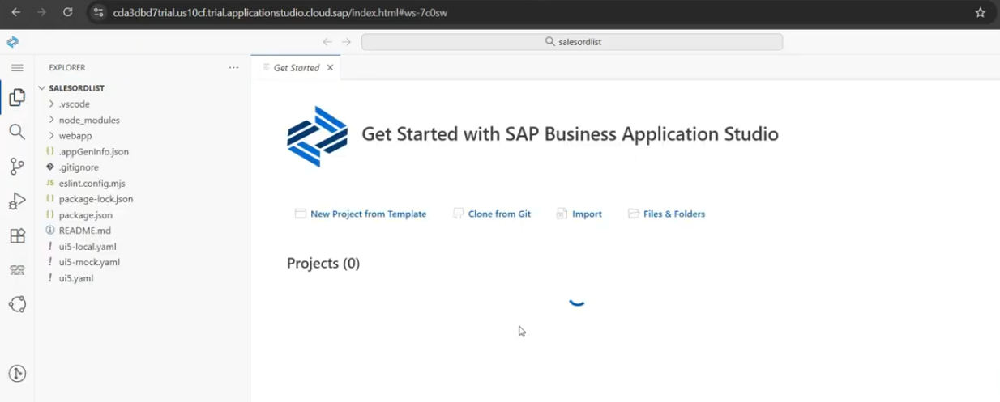 cda3dbd7trial.us10cf.trial.applicationstudio.cloud.sap/index.html#ws-7c0sw
salesordlist
EXPLORER
Get Started
SALESORDLIST
.vscode
node_modules
webapp
{} .appGenInfo.json
.gitignore
JS eslint.config.mjs
{} package-lock.json
{} package.json
README.md
! ui5-local.yaml
! ui5-mock.yaml
! ui5.yaml
Get Started with SAP Business Application Studio
New Project from Template Clone from Git Import Files & Folders
Projects (0)